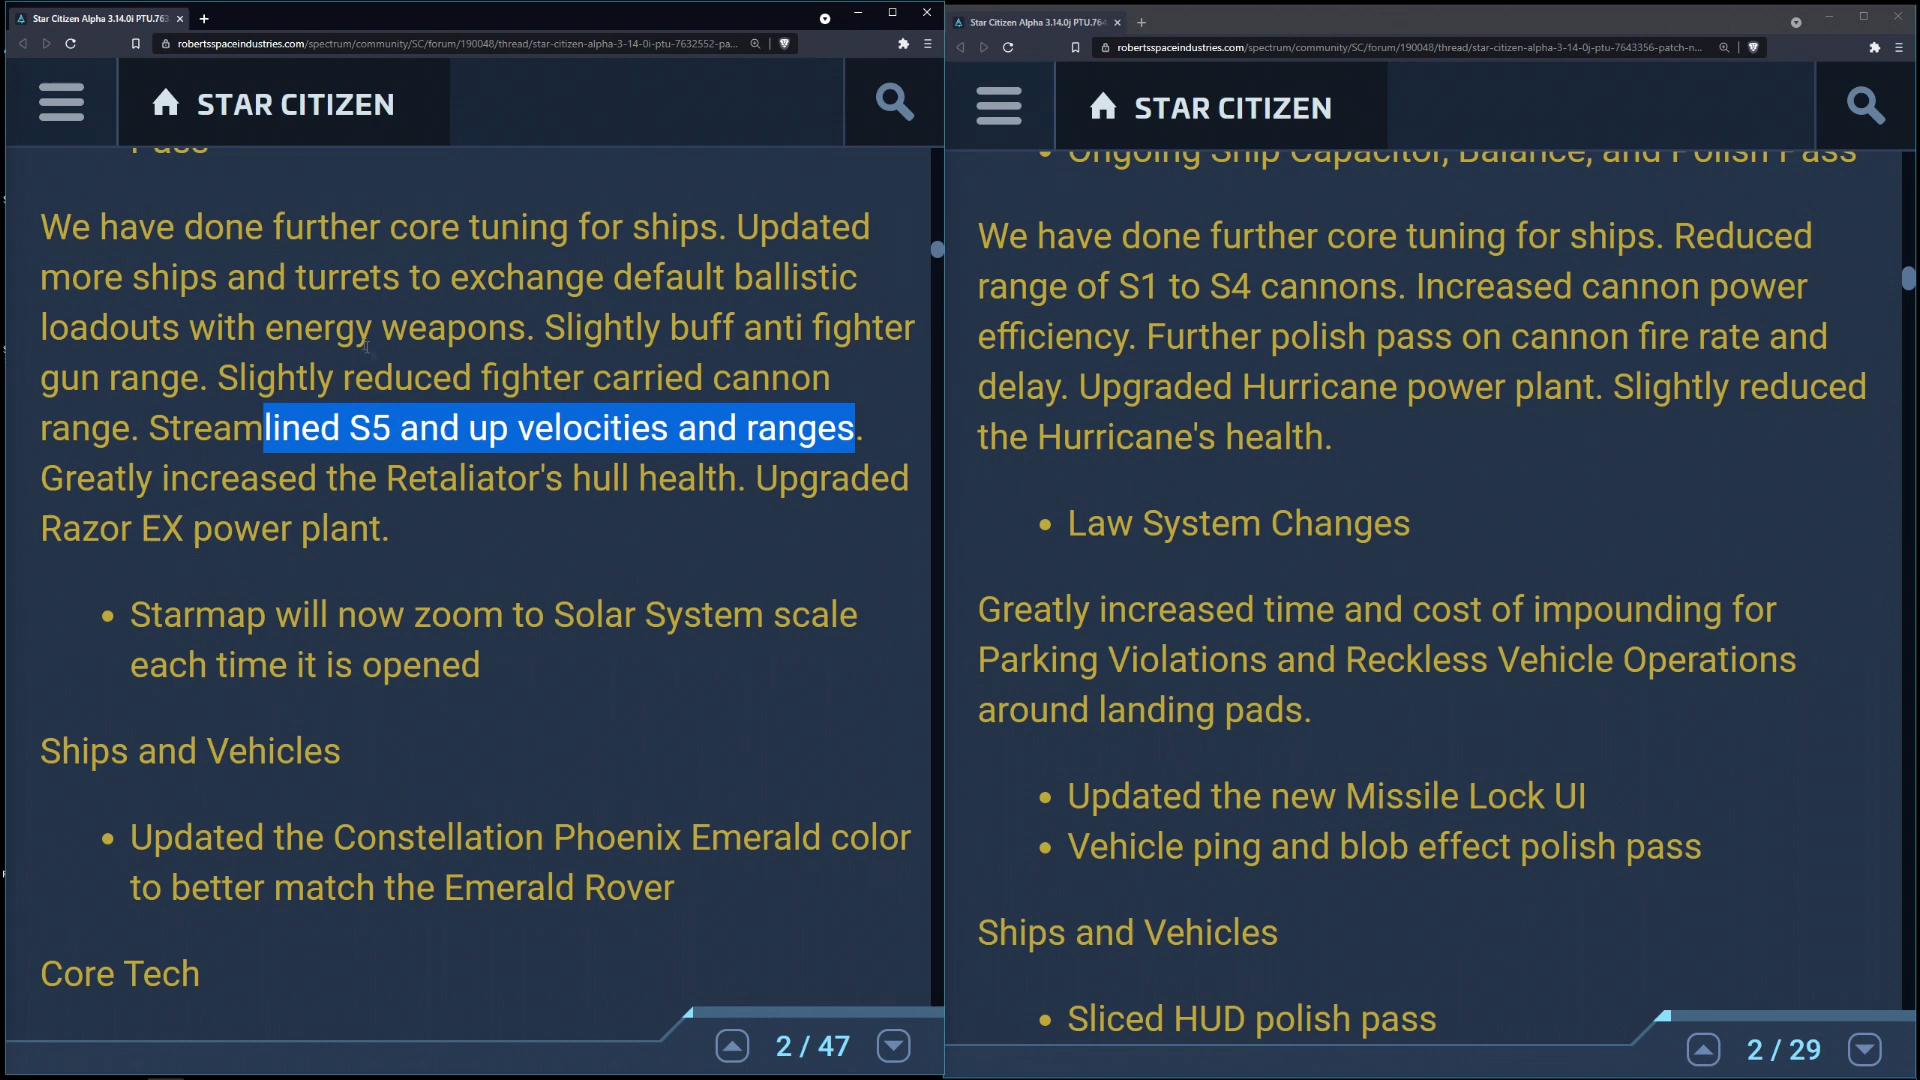 Star Citizen Alpha 3.14.0i PTU.763
robertsspaceindustries.com/spectrum/community/SC/forum/190048/thread/star-citizen-alpha-3-14-0i-ptu-7632552-pa...
STAR CITIZEN
Pass
We have done further core tuning for ships. Updated
more ships and turrets to exchange default ballistic
loadouts with energy weapons. Slightly buff anti fighter
gun range. Slightly reduced fighter carried cannon
range. Streamlined S5 and up velocities and ranges.
Greatly increased the Retaliator's hull health. Upgraded
Razor EX power plant.
• Starmap will now zoom to Solar System scale
each time it is opened
Ships and Vehicles
• Updated the Constellation Phoenix Emerald color
to better match the Emerald Rover
Core Tech
2 / 47
Star Citizen Alpha 3.14.0j PTU.764
robertsspaceindustries.com/spectrum/community/SC/forum/190048/thread/star-citizen-alpha-3-14-0j-ptu-7643356-patch-n...
STAR CITIZEN
• Ongoing Ship Capacitor, Balance, and Polish Pass
We have done further core tuning for ships. Reduced
range of S1 to S4 cannons. Increased cannon power
efficiency. Further polish pass on cannon fire rate and
delay. Upgraded Hurricane power plant. Slightly reduced
the Hurricane's health.
• Law System Changes
Greatly increased time and cost of impounding for
Parking Violations and Reckless Vehicle Operations
around landing pads.
• Updated the new Missile Lock UI
• Vehicle ping and blob effect polish pass
Ships and Vehicles
• Sliced HUD polish pass
2 / 29